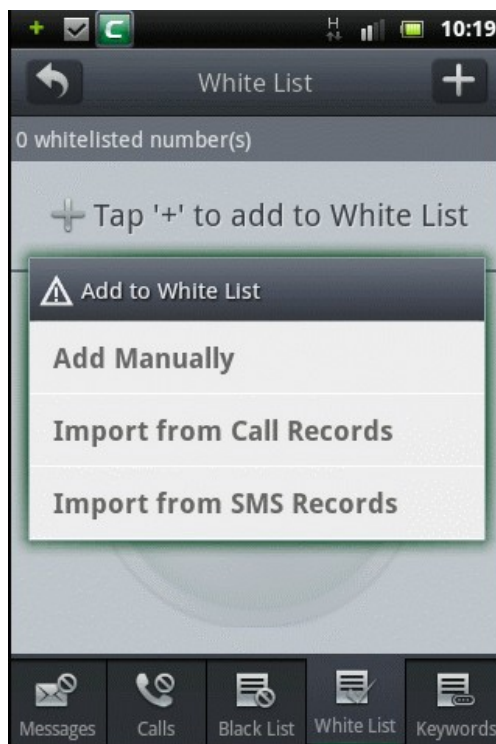 H
10:19
White List
0 whitelisted number(s)
Tap '+' to add to White List
Add to White List
Add Manually
Import from Call Records
Import from SMS Records
Messages Calls Black List White List Keywords